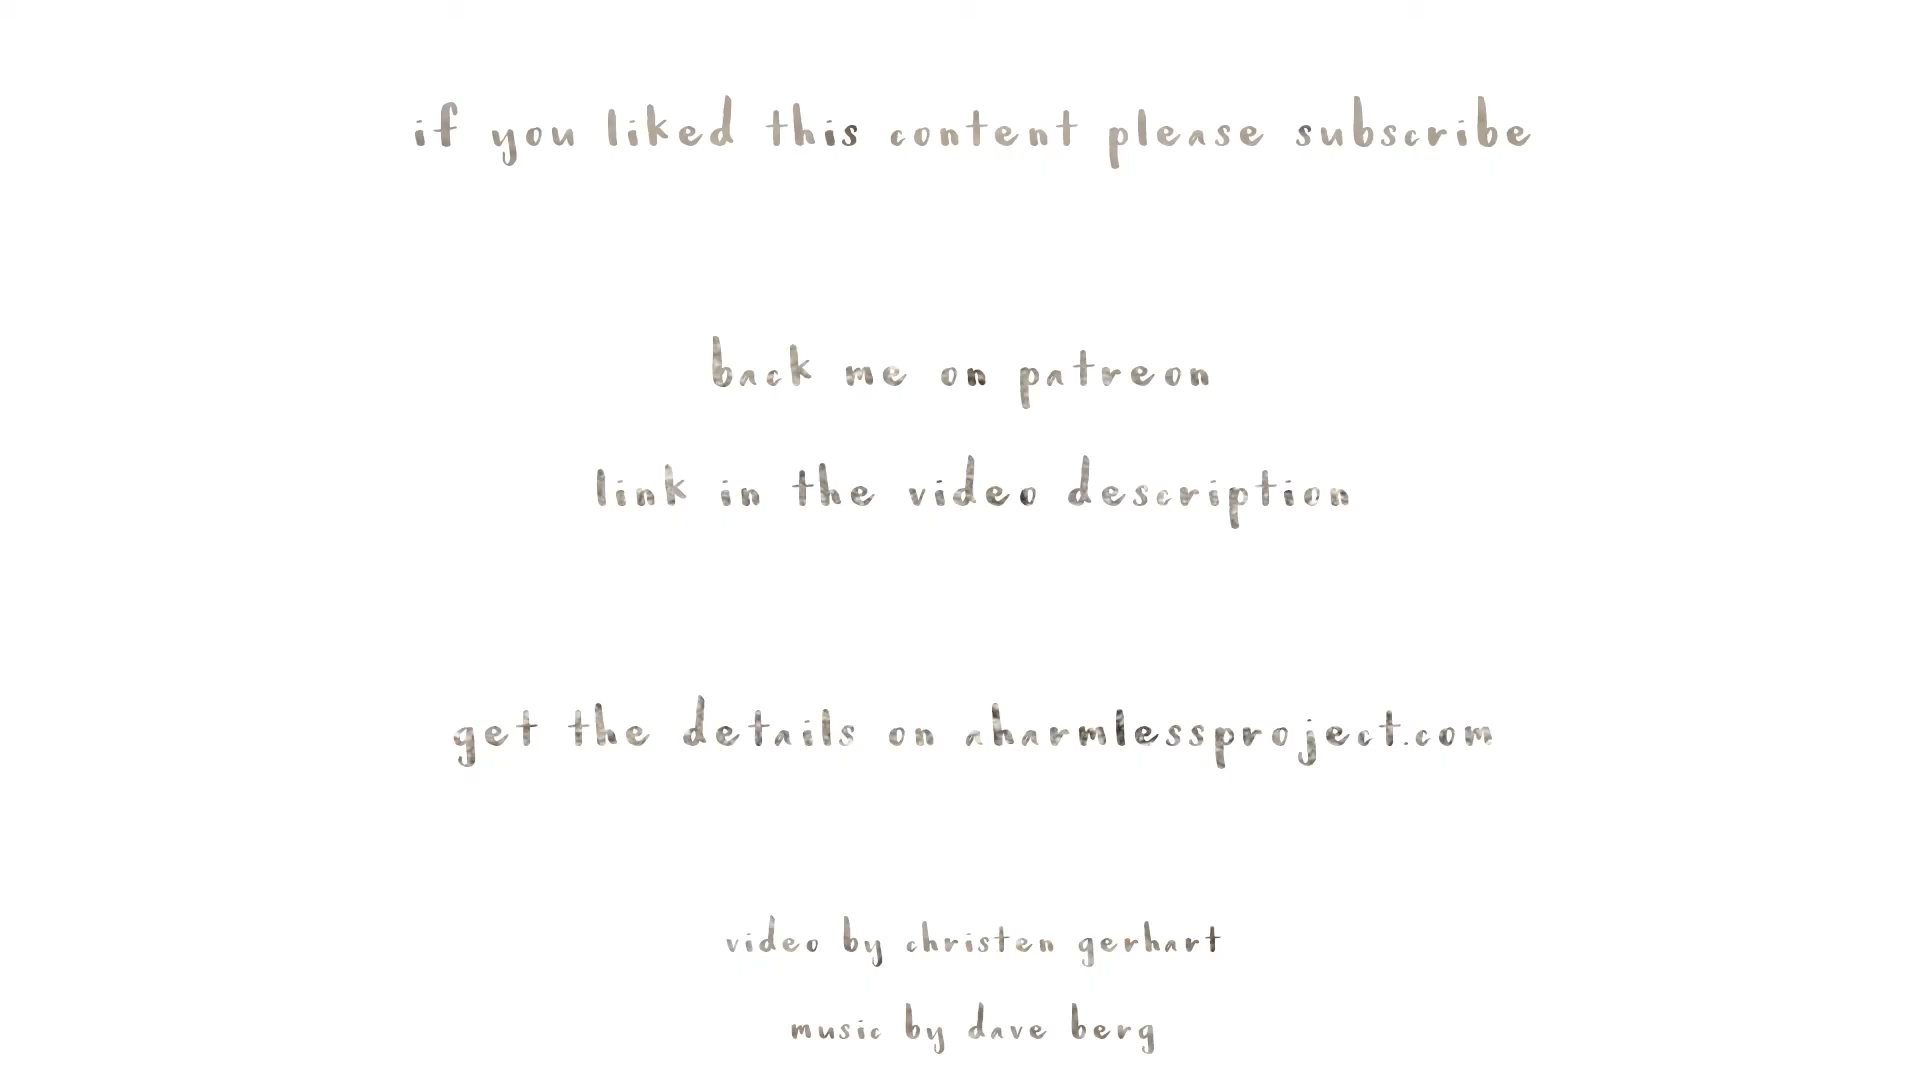 if you liked this content please subscribe
back me on patreon
link in the video description
get the details on aharmlessproject.com
video by christen gerhart
music by dave berg